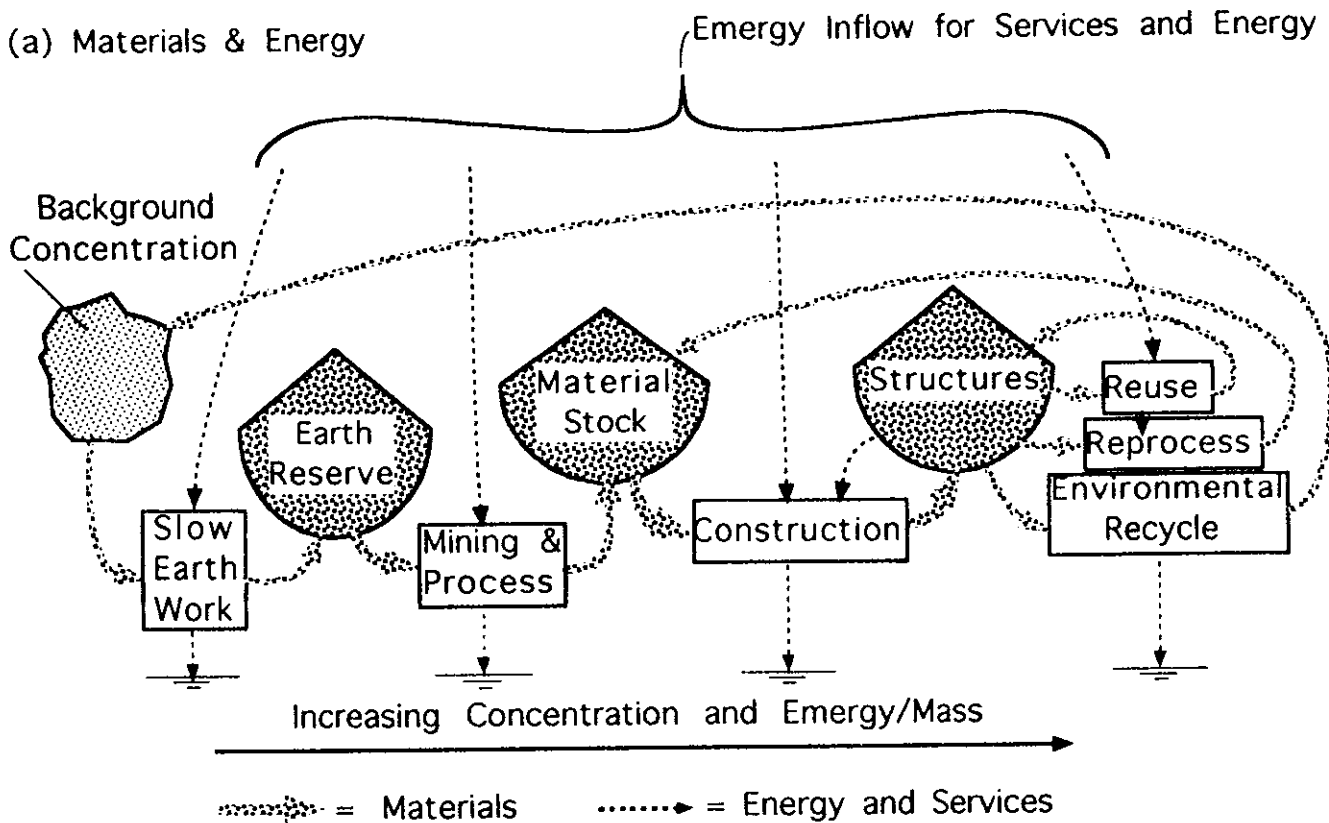 (a) Materials & Energy
Emergy Inflow for Services and Energy
Background
Concentration
Earth
Reserve
Material
Stock
Structures
Reuse
Reprocess
Environmental
Recycle
Slow
Earth
Work
Mining &
Process
Construction
Increasing Concentration and Emergy/Mass
= Materials
= Energy and Services